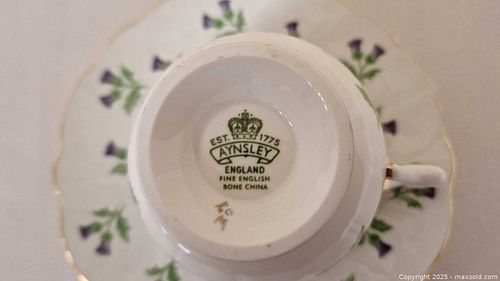 EST. 1775
AYNSLEY
ENGLAND
FINE ENGLISH
BONE CHINA
Copyright 2025 - maxsold.com